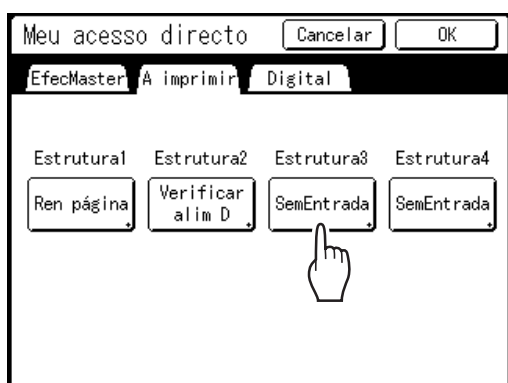 Meu acesso directo Cancelar OK
EfecMaster A imprimir Digital
Estrutura1 Estrutura2 Estrutura3 Estrutura4
Ren página Verificar alim D SemEntrada SemEntrada